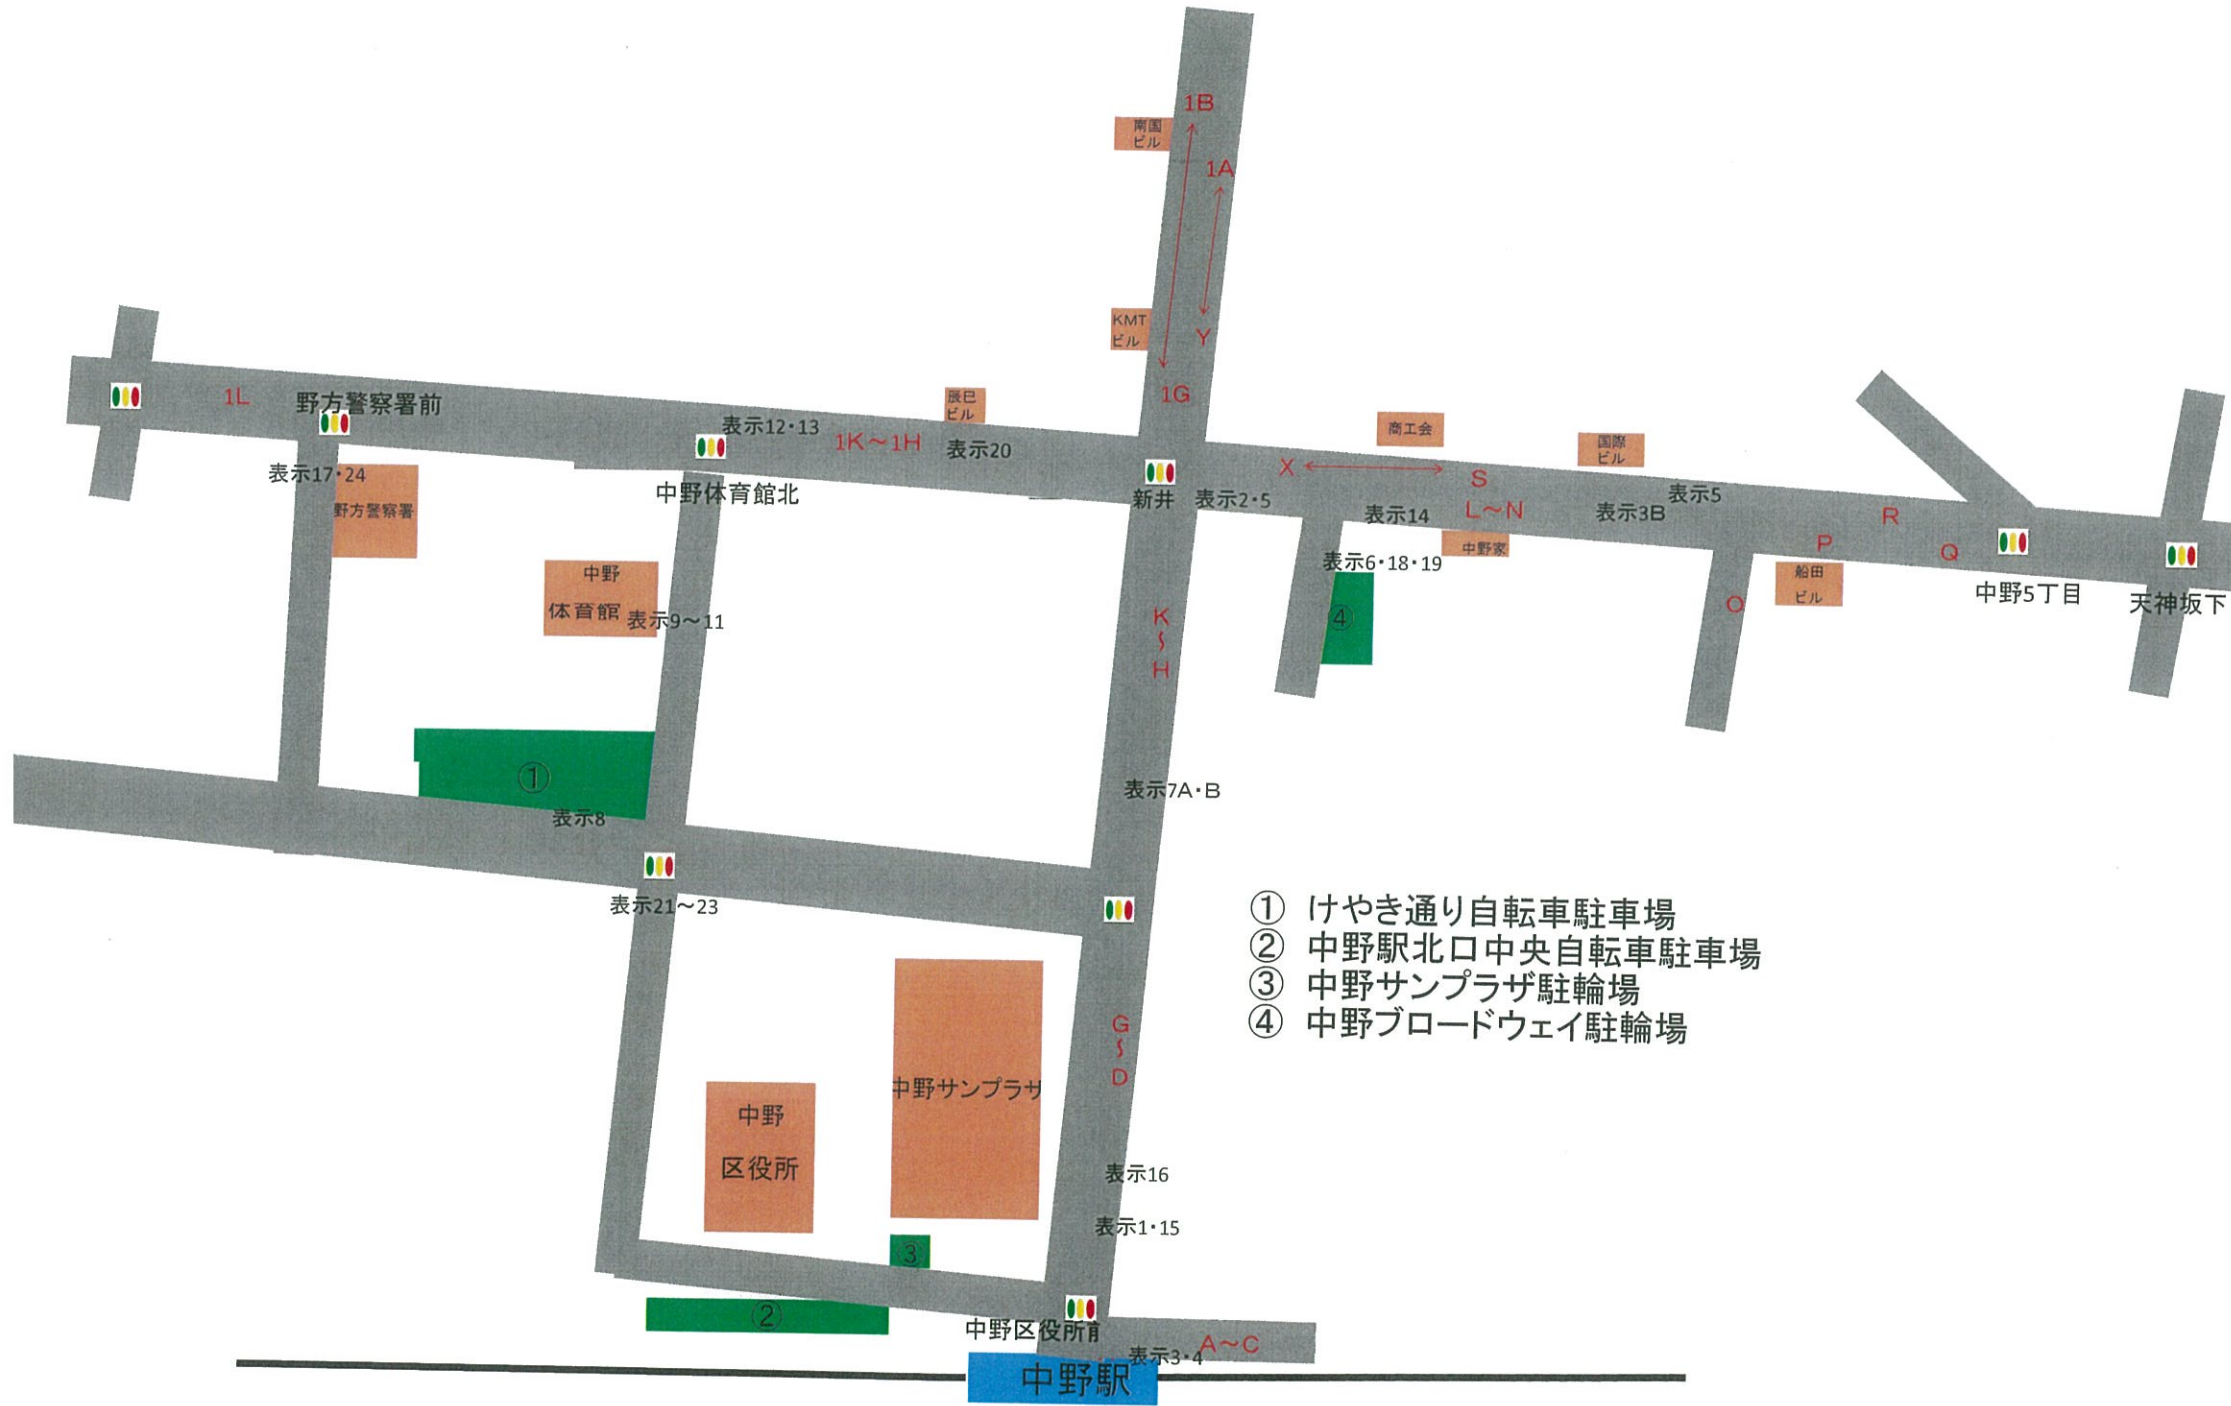 1B
南国
ビル
1A
KMT
ビル
Y
1G
1L
野方警察署前
辰巳
ビル
表示12・13
1K～1H
表示20
商工会
国際
ビル
X
S
表示17・24
野方警察署
中野体育館北
新井
表示2・5
表示14
L～N
表示3B
表示5
R
P
Q
中野家
表示6・18・19
④
船田
ビル
O
中野5丁目
天神坂下
中野
体育館
表示9～11
K
～
H
①
表示8
表示7A・B
表示21～23
① けやき通り自転車駐車場
② 中野駅北口中央自転車駐車場
③ 中野サンプラザ駐輪場
④ 中野ブロードウェイ駐輪場
G
～
D
中野サンプラザ
中野
区役所
表示16
表示1・15
③
②
中野区役所前
A～C
表示3・4
中野駅